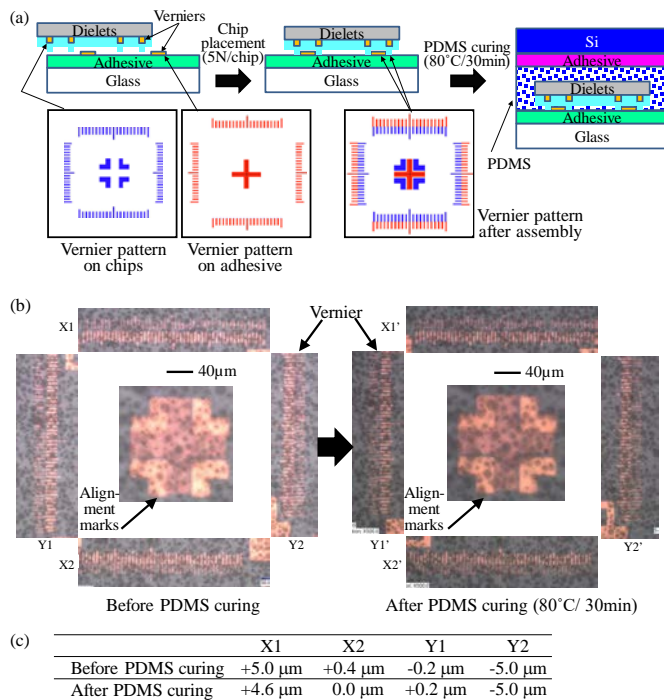 (a)
Verniers
Dielets
Adhesive
Glass
Chip
placement
(5N/chip)
Dielets
Adhesive
Glass
PDMS curing
(80˚C/30min)
Si
Adhesive
Dielets
Adhesive
Glass
PDMS
Vernier pattern
on chips
Vernier pattern
on adhesive
Vernier pattern
after assembly
(b)
X1
Vernier
X1’
40μm
40μm
Align-
ment
marks
Alignment
marks
Y1
Y2
Y1’
Y2’
X2
X2’
Before PDMS curing
After PDMS curing (80˚C/ 30min)
(c)
X1 X2 Y1 Y2
Before PDMS curing +5.0 μm +0.4 μm -0.2 μm -5.0 μm
After PDMS curing +4.6 μm 0.0 μm +0.2 μm -5.0 μm